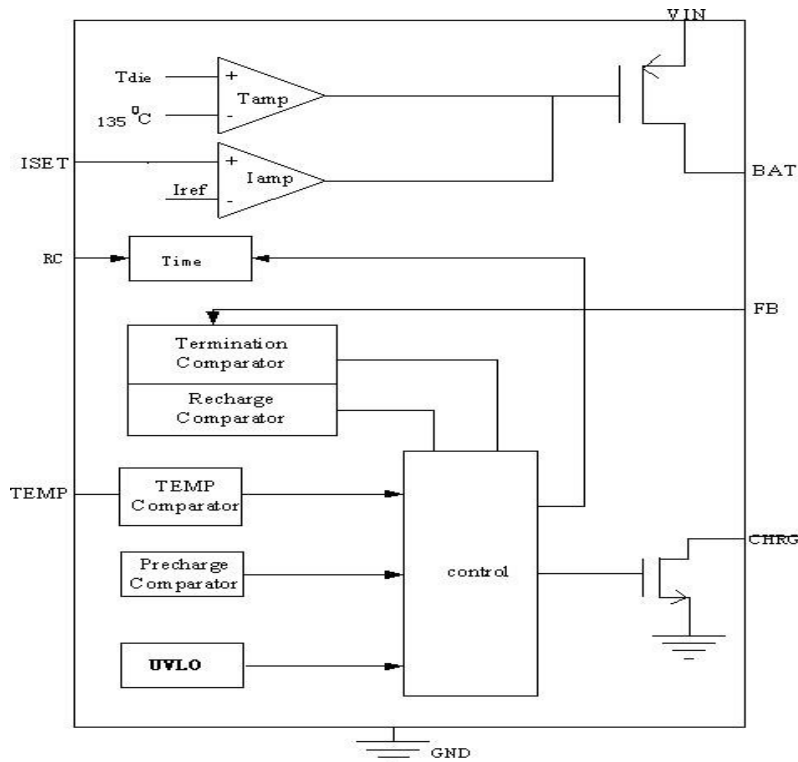 VIN
Tdie
+
Tamp
135 °C
-
ISET
+
Iamp
BAT
Iref
-
RC
Time
FB
Termination
Comparator
Recharge
Comparator
TEMP
TEMP
Comparator
CHRG
Precharge
Comparator
control
UVLO
GND